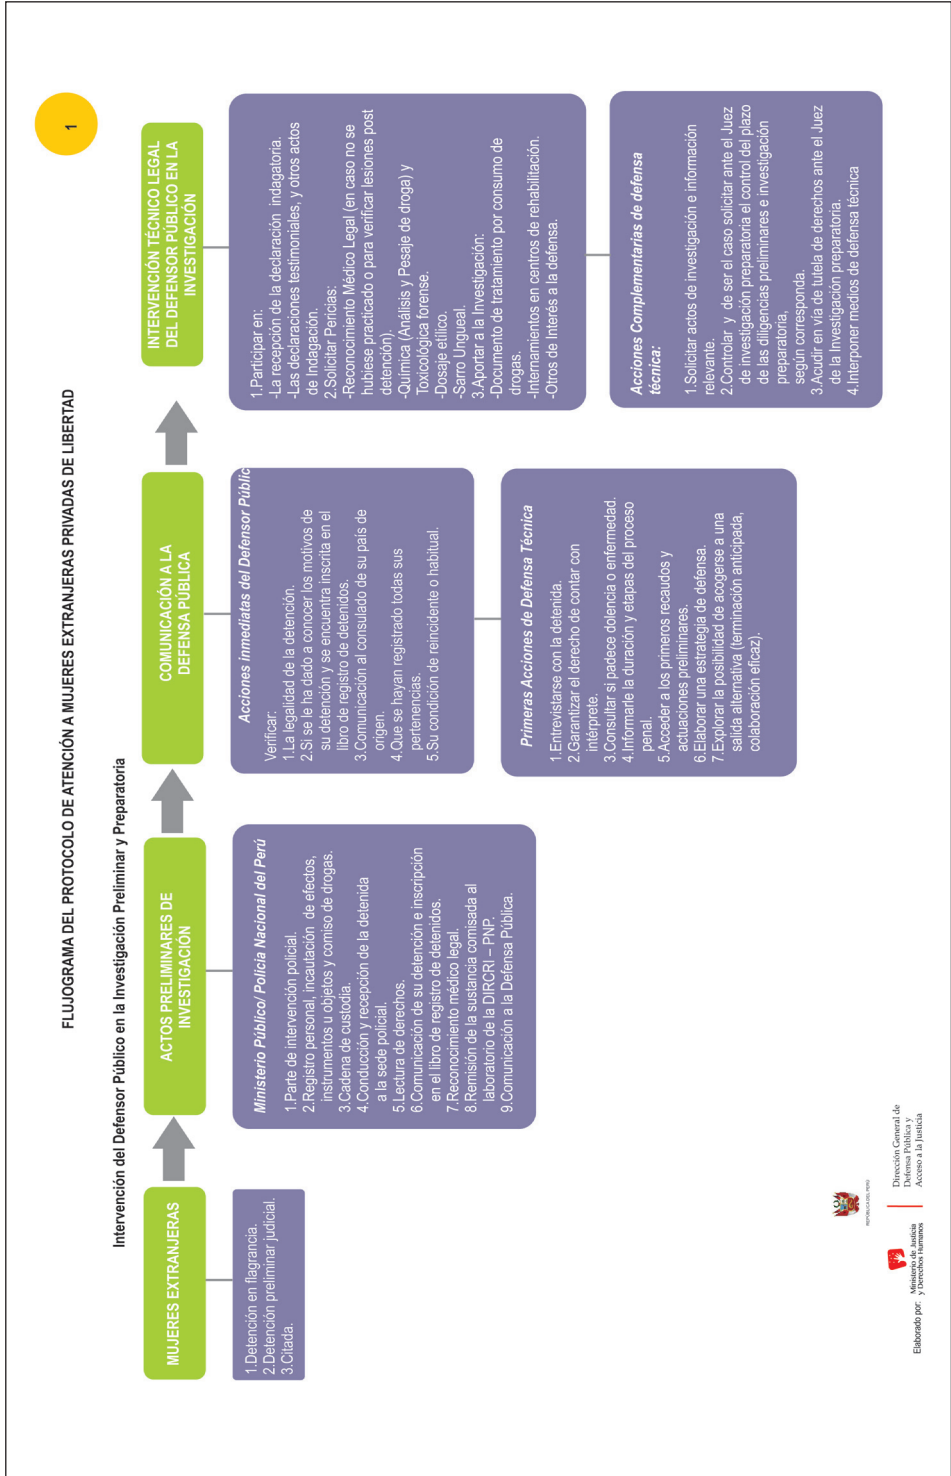 1
FLUJOGRAMA DEL PROTOCOLO DE ATENCIÓN A MUJERES EXTRANJERAS PRIVADAS DE LIBERTAD
Intervención del Defensor Público en la Investigación Preliminar y Preparatoria
MUJERES EXTRANJERAS
1.Detención en flagrancia.
2.Detención preliminar judicial.
3.Citada.
ACTOS PRELIMINARES DE
INVESTIGACIÓN
Ministerio Público/ Policía Nacional del Perú
1.Parte de intervención policial.
2.Registro personal, incautación de efectos,
instrumentos u objetos y comiso de drogas.
3.Cadena de custodia.
4.Conducción y recepción de la detenida
a la sede policial.
5.Lectura de derechos.
6.Comunicación de su detención e inscripción
en el libro de registro de detenidos.
7.Reconocimiento médico legal.
8.Remisión de la sustancia comisada al
laboratorio de la DIRCRI – PNP.
9.Comunicación a la Defensa Pública.
COMUNICACIÓN A LA
DEFENSA PÚBLICA
Acciones inmediatas del Defensor Públic
Verificar:
1.La legalidad de la detención.
2.Si se le ha dado a conocer los motivos de
su detención y se encuentra inscrita en el
libro de registro de detenidos.
3.Comunicación al consulado de su país de
origen.
4.Que se hayan registrado todas sus
pertenencias.
5.Su condición de reincidente o habitual.
Primeras Acciones de Defensa Técnica
1.Entrevistarse con la detenida.
2.Garantizar el derecho de contar con
intérprete.
3.Consultar si padece dolencia o enfermedad.
4.Informarle la duración y etapas del proceso
penal.
5.Acceder a los primeros recaudos y
actuaciones preliminares.
6.Elaborar una estrategia de defensa.
7.Explorar la posibilidad de acogerse a una
salida alternativa (terminación anticipada,
colaboración eficaz).
INTERVENCIÓN TÉCNICO LEGAL
DEL DEFENSOR PÚBLICO EN LA
INVESTIGACIÓN
1.Participar en:
-La recepción de la declaración indagatoria.
-Las declaraciones testimoniales, y otros actos
de Indagación.
2.Solicitar Pericias:
-Reconocimiento Médico Legal (en caso no se
hubiese practicado o para verificar lesiones post
detención).
-Química (Análisis y Pesaje de droga) y
Toxicológica forense.
-Dosaje etílico.
-Sarro Ungueal.
3.Aportar a la Investigación:
-Documento de tratamiento por consumo de
drogas.
-Internamientos en centros de rehabilitación.
-Otros de Interés a la defensa.
Acciones Complementarias de defensa
técnica:
1.Solicitar actos de investigación e información
relevante.
2.Controlar y de ser el caso solicitar ante el Juez
de investigación preparatoria el control del plazo
de las diligencias preliminares e investigación
preparatoria,
según corresponda.
3.Acudir en vía de tutela de derechos ante el Juez
de la Investigación preparatoria.
4.Interponer medios de defensa técnica
Elaborado por:
Ministerio de Justicia
y Derechos Humanos
REPÚBLICA DEL PERÚ
Dirección General de
Defensa Pública y
Acceso a la Justicia